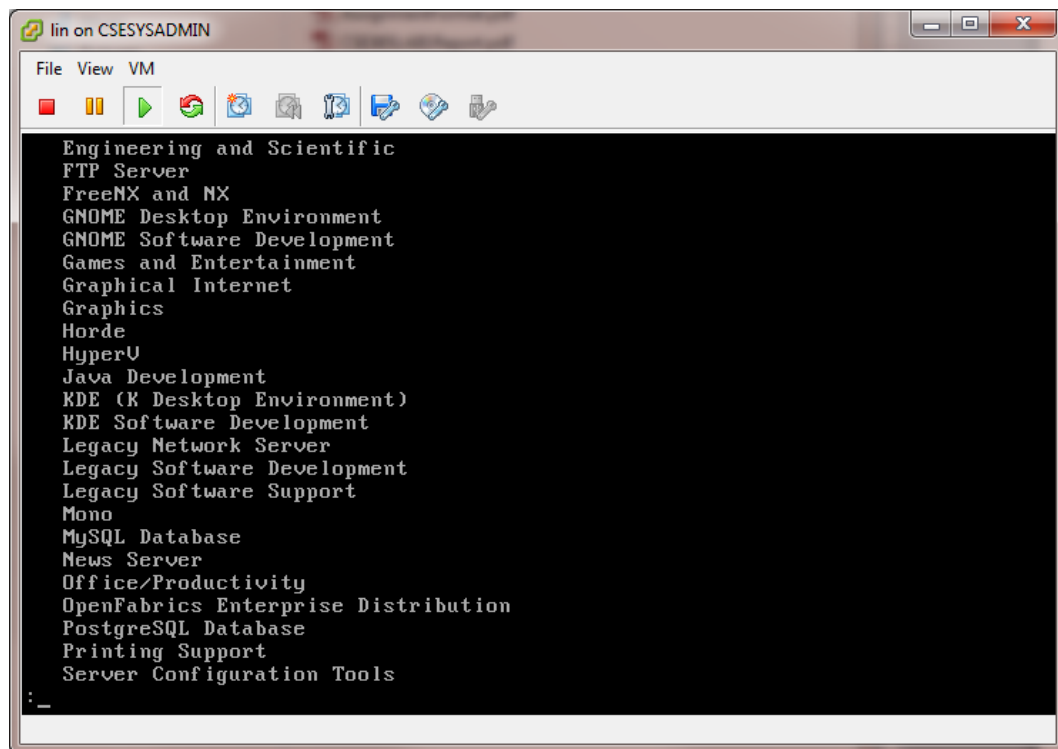 lin on CSESYSADMIN
File View VM
Engineering and Scientific
FTP Server
FreeNX and NX
GNOME Desktop Environment
GNOME Software Development
Games and Entertainment
Graphical Internet
Graphics
Horde
HyperV
Java Development
KDE (K Desktop Environment)
KDE Software Development
Legacy Network Server
Legacy Software Development
Legacy Software Support
Mono
MySQL Database
News Server
Office/Productivity
OpenFabrics Enterprise Distribution
PostgreSQL Database
Printing Support
Server Configuration Tools
:_